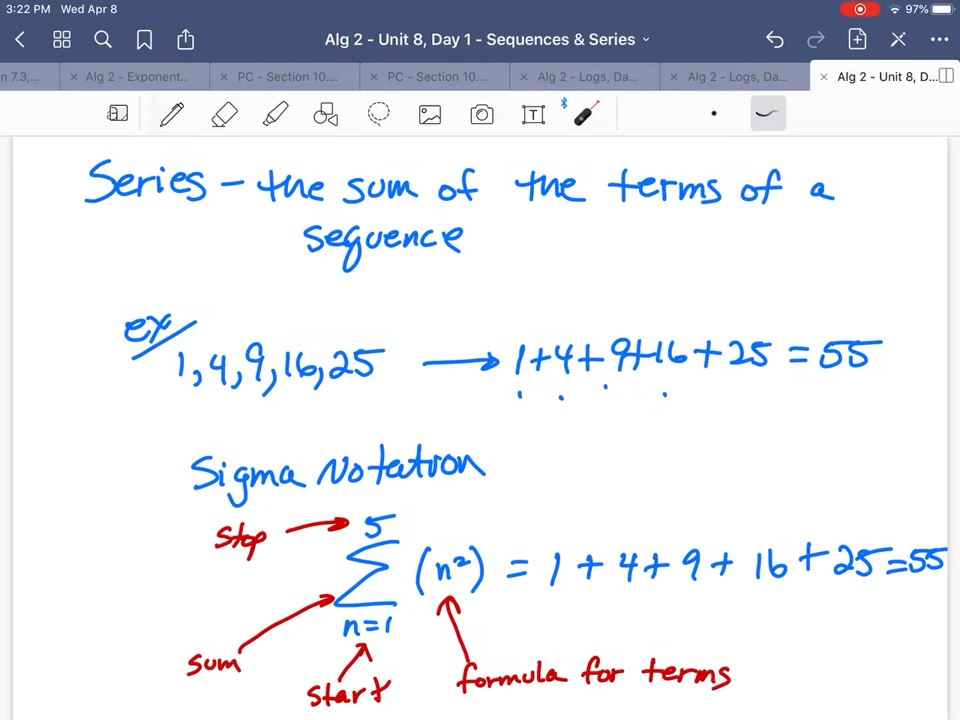 3:22 PM Wed Apr 8
97%
Alg 2 - Unit 8, Day 1 - Sequences & Series
n 7.3,...
Alg 2 - Exponent...
PC - Section 10....
PC - Section 10....
Alg 2 - Logs, Da...
Alg 2 - Logs, Da...
Alg 2 - Unit 8, D...
Series - the sum of the terms of a
sequence
ex/
1, 4, 9, 16, 25 → 1+4+9+16+25 = 55
Sigma Notation
stop → 5
∑ (n²) = 1 + 4 + 9 + 16 + 25 = 55
n=1
sum
start
formula for terms